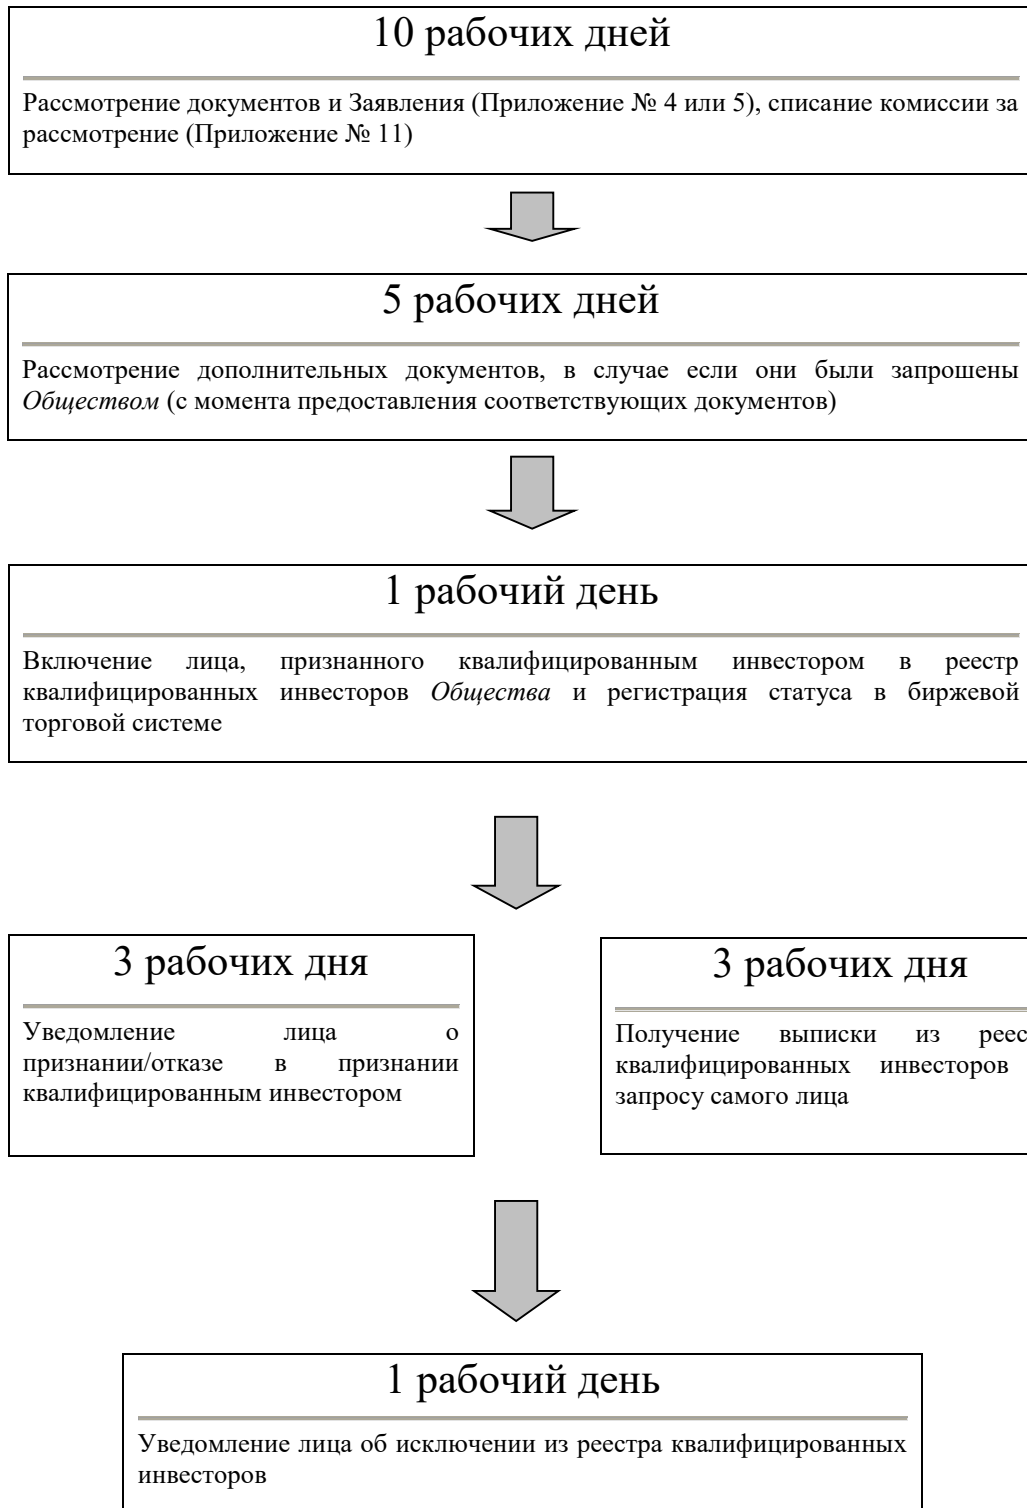 10 рабочих дней
Рассмотрение документов и Заявления (Приложение № 4 или 5), списание комиссии за
рассмотрение (Приложение № 11)
5 рабочих дней
Рассмотрение дополнительных документов, в случае если они были запрошены
Обществом (с момента предоставления соответствующих документов)
1 рабочий день
Включение лица, признанного квалифицированным инвестором в реестр
квалифицированных инвесторов Общества и регистрация статуса в биржевой
торговой системе
3 рабочих дня
Уведомление лица о
признании/отказе в признании
квалифицированным инвестором
3 рабочих дня
Получение выписки из
квалифицированных инвесторов
запросу самого лица
1 рабочий день
Уведомление лица об исключении из реестра квалифицированных
инвесторов